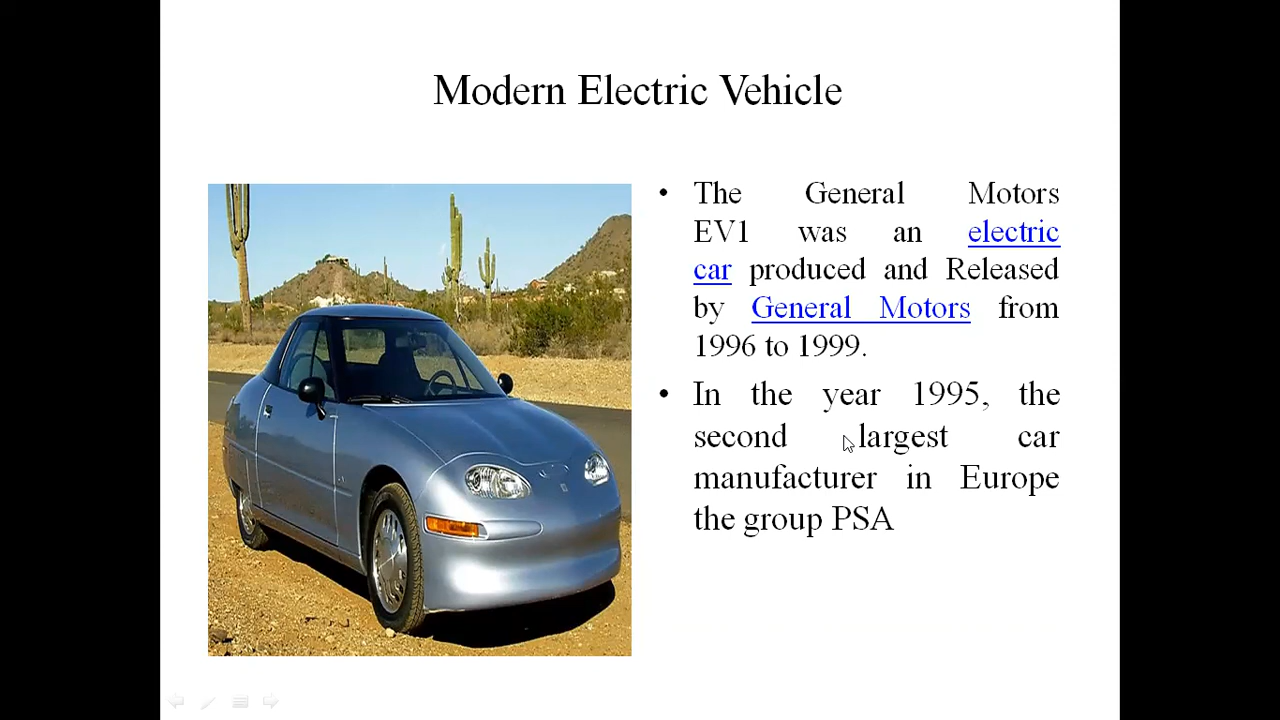 Modern Electric Vehicle
• The General Motors
EV1 was an electric
car produced and Released
by General Motors from
1996 to 1999.
• In the year 1995, the
second largest car
manufacturer in Europe
the group PSA